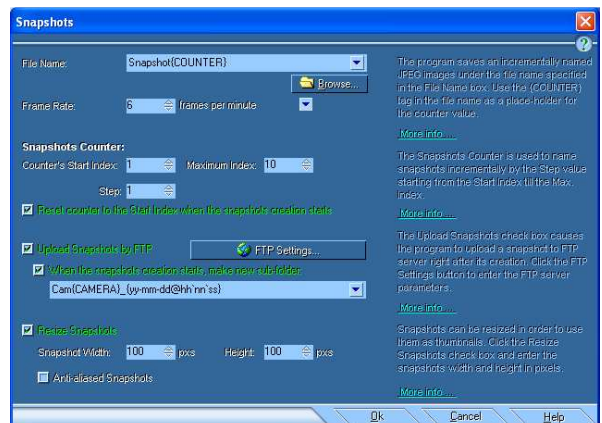 Snapshots
File Name: Snapshot{COUNTER}
Browse...
Frame Rate: 6 frames per minute
Snapshots Counter:
Counter's Start Index: 1 Maximum Index: 10
Step: 1
Reset counter to the Start Index when the snapshots creation starts
Upload Snapshots by FTP FTP Settings...
When the snapshots creation starts, make new sub-folder:
Cam{CAMERA}_{yy-mm-dd@hh`nn`ss}
Resize Snapshots
Snapshot Width: 100 pxs Height: 100 pxs
Anti-aliased Snapshots
The program saves an incrementally named
JPEG images under the file name specified
in the File Name box. Use the {COUNTER}
tag in the file name as a place-holder for
the counter value.
More info ...
The Snapshots Counter is used to name
snapshots incrementally by the Step value
starting from the Start Index till the Max.
Index.
More info ...
The Upload Snapshots check box causes
the program to upload a snapshot to FTP
server right after its creation. Click the FTP
Settings button to enter the FTP server
parameters.
More info ...
Snapshots can be resized in order to use
them as thumbnails. Click the Resize
Snapshots check box and enter the
snapshots width and height in pixels.
More info ...
Ok Cancel Help